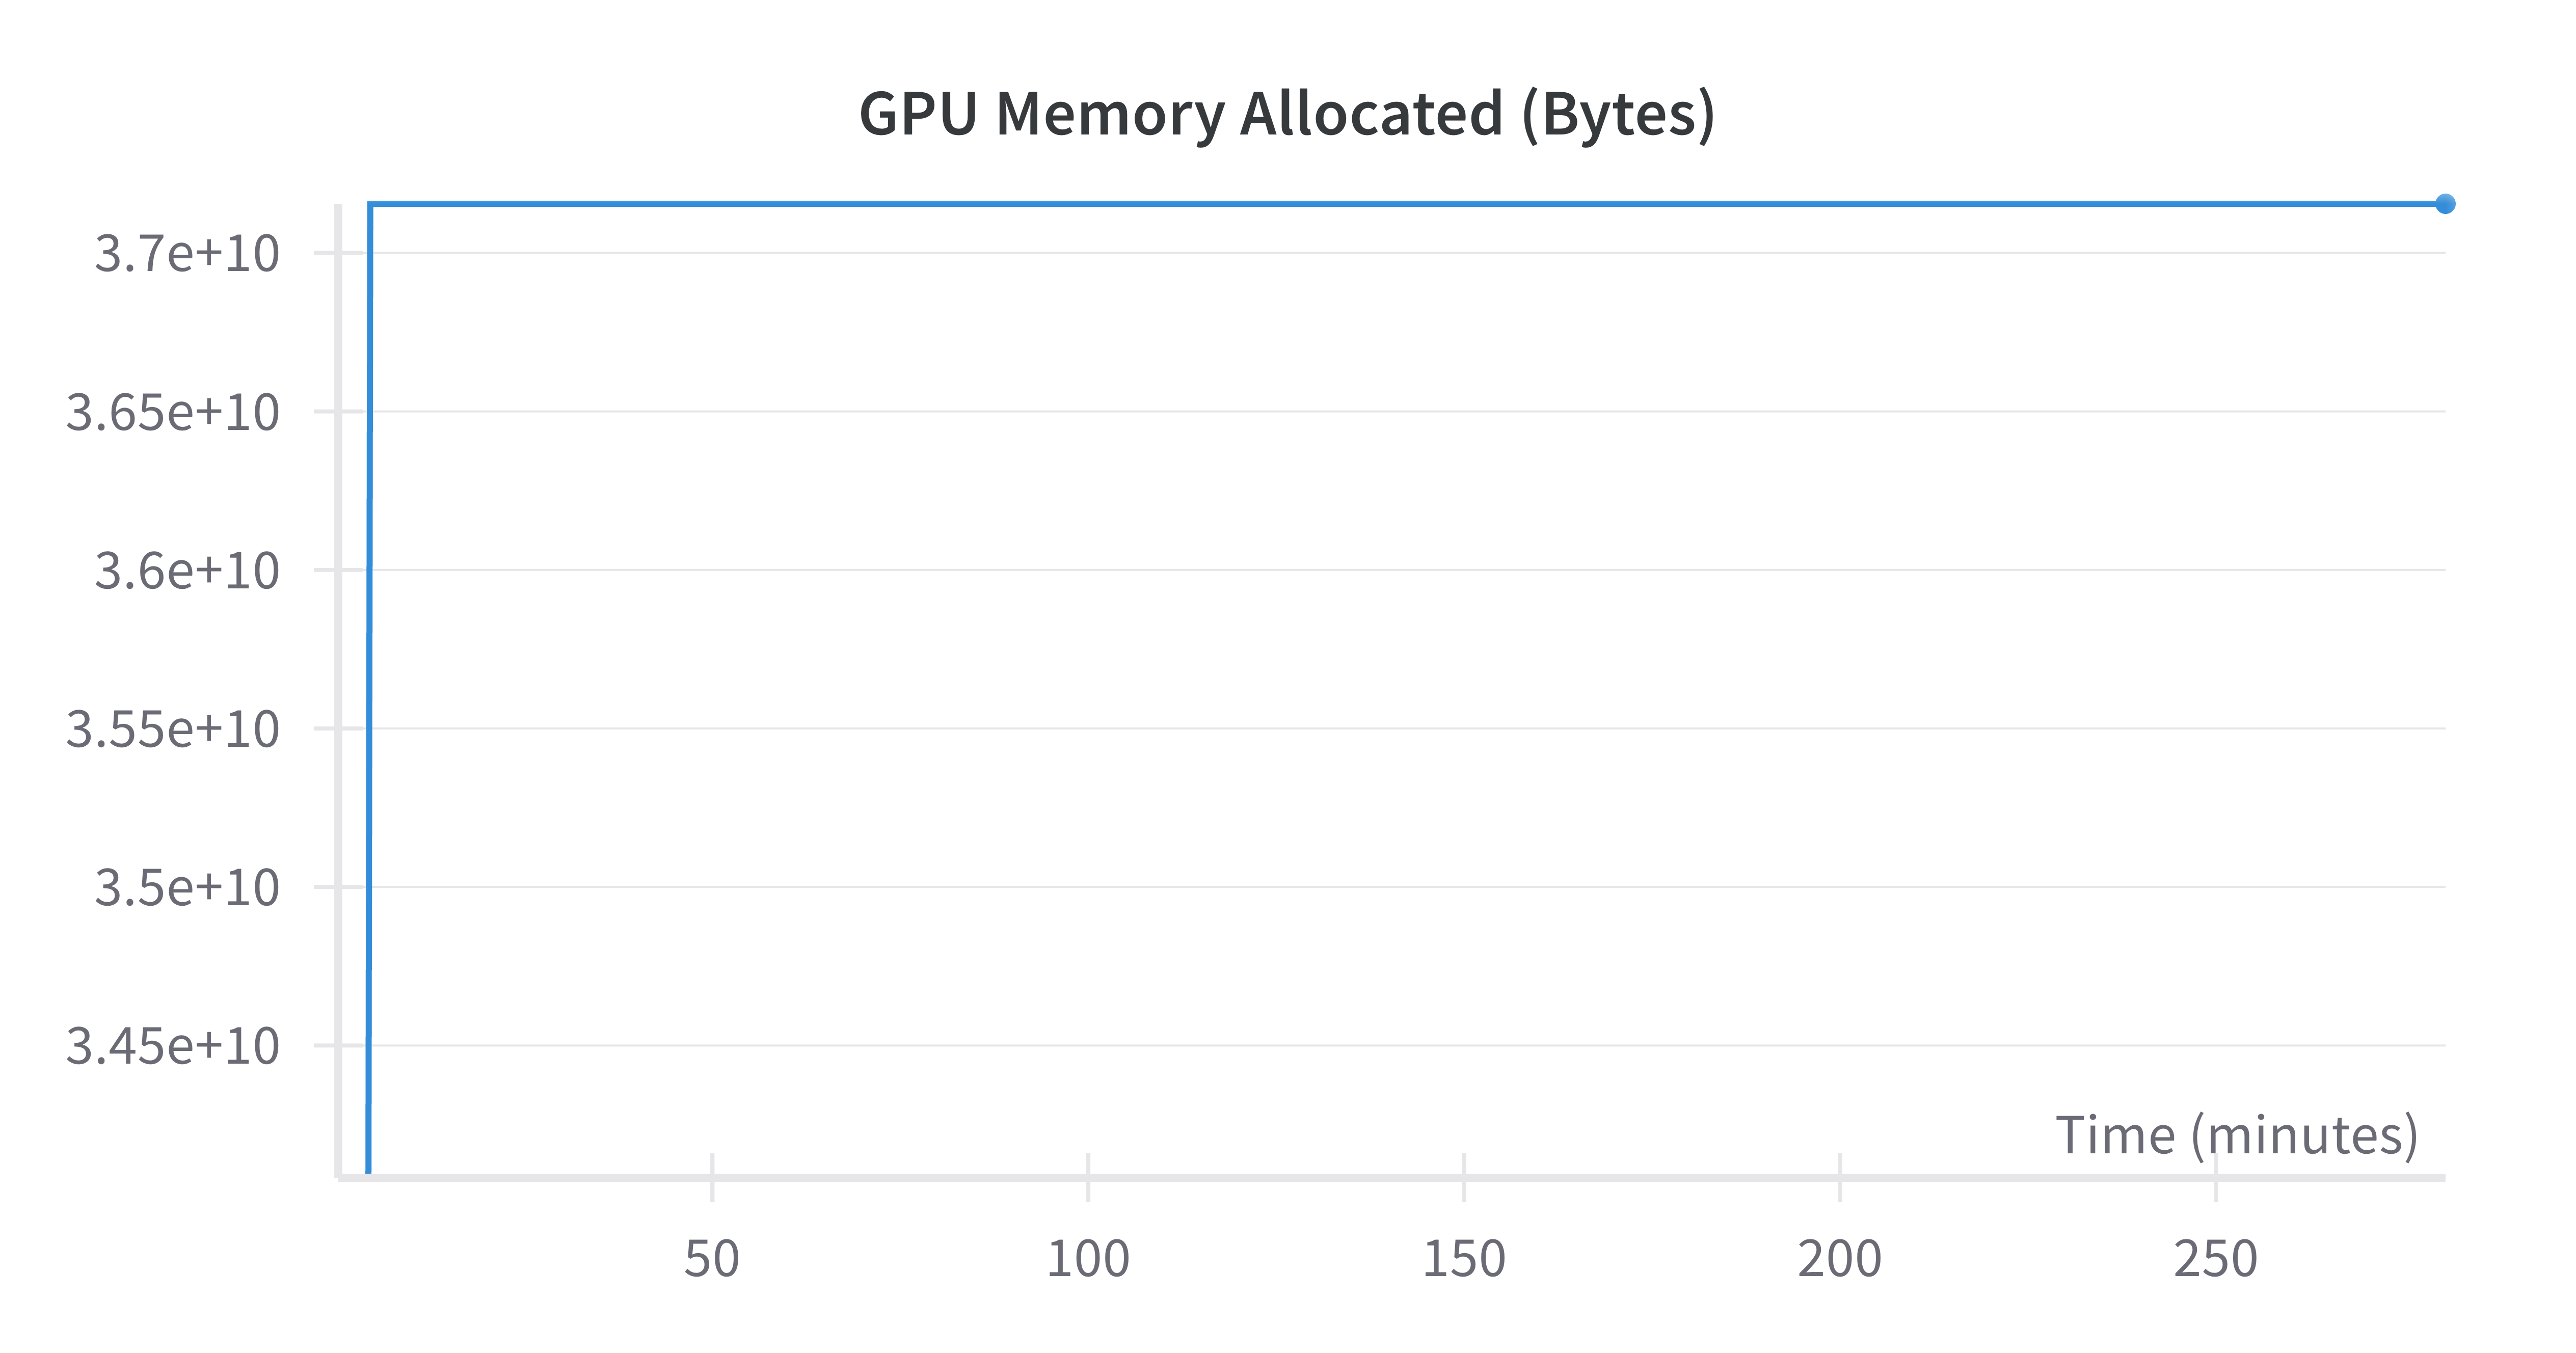 GPU Memory Allocated (Bytes)
3.7e+10
3.65e+10
3.6e+10
3.55e+10
3.5e+10
3.45e+10
Time (minutes)
50 100 150 200 250